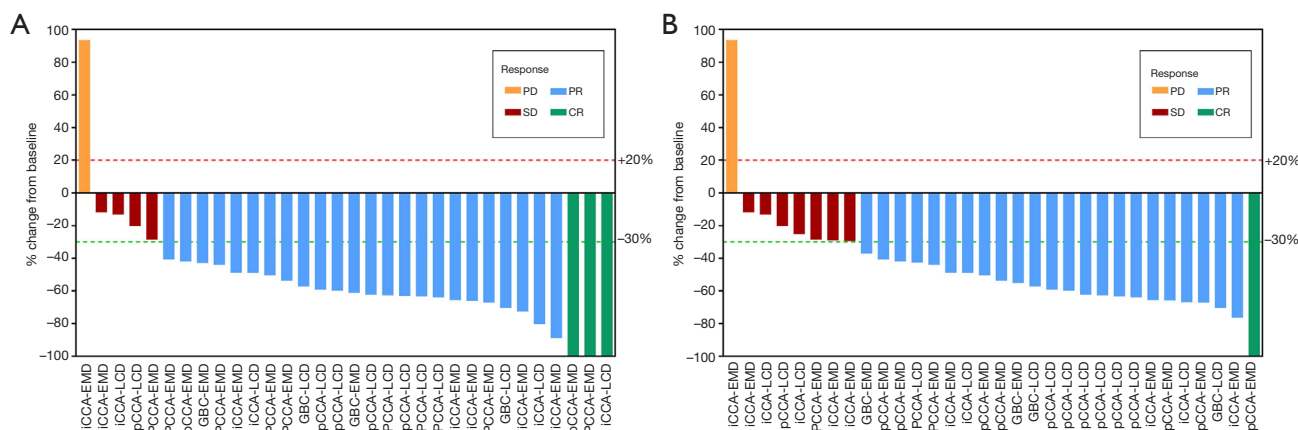 A
% change from baseline
100
80
60
40
20
0
−20
−40
−60
−80
−100
Response
PD
PR
SD
CR
+20%
−30%
iCCA-EMD
iCCA-EMD
iCCA-LCD
pCCA-LCD
PCCA-EMD
PCCA-EMD
pCCA-EMD
GBC-EMD
PCCA-EMD
iCCA-EMD
iCCA-LCD
PCCA-EMD
PCCA-EMD
GBC-LCD
pCCA-LCD
pCCA-LCD
GBC-EMD
pCCA-LCD
PCCA-LCD
pCCA-LCD
PCCA-LCD
pCCA-LCD
iCCA-EMD
iCCA-EMD
PCCA-EMD
GBC-LCD
iCCA-EMD
iCCA-LCD
iCCA-EMD
pCCA-EMD
PCCA-EMD
iCCA-LCD
B
% change from baseline
100
80
60
40
20
0
−20
−40
−60
−80
−100
Response
PD
PR
SD
CR
+20%
−30%
iCCA-EMD
iCCA-EMD
iCCA-LCD
pCCA-LCD
iCCA-LCD
PCCA-EMD
iCCA-EMD
iCCA-EMD
GBC-EMD
pCCA-EMD
pCCA-EMD
PCCA-LCD
PCCA-EMD
iCCA-EMD
iCCA-LCD
iCCA-EMD
pCCA-EMD
GBC-EMD
GBC-LCD
pCCA-LCD
pCCA-LCD
iCCA-LCD
pCCA-LCD
pCCA-LCD
pCCA-LCD
iCCA-EMD
pCCA-EMD
iCCA-LCD
pCCA-EMD
GBC-LCD
iCCA-EMD
pCCA-EMD